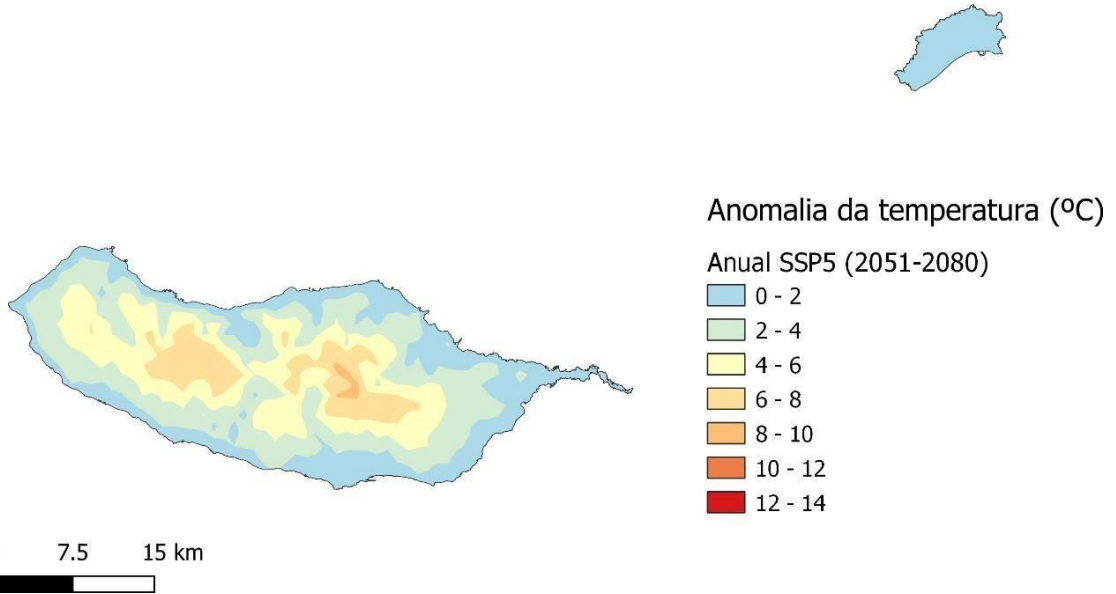 Anomalia da temperatura (ºC)
Anual SSP5 (2051-2080)
0 - 2
2 - 4
4 - 6
6 - 8
8 - 10
10 - 12
12 - 14
7.5 15 km